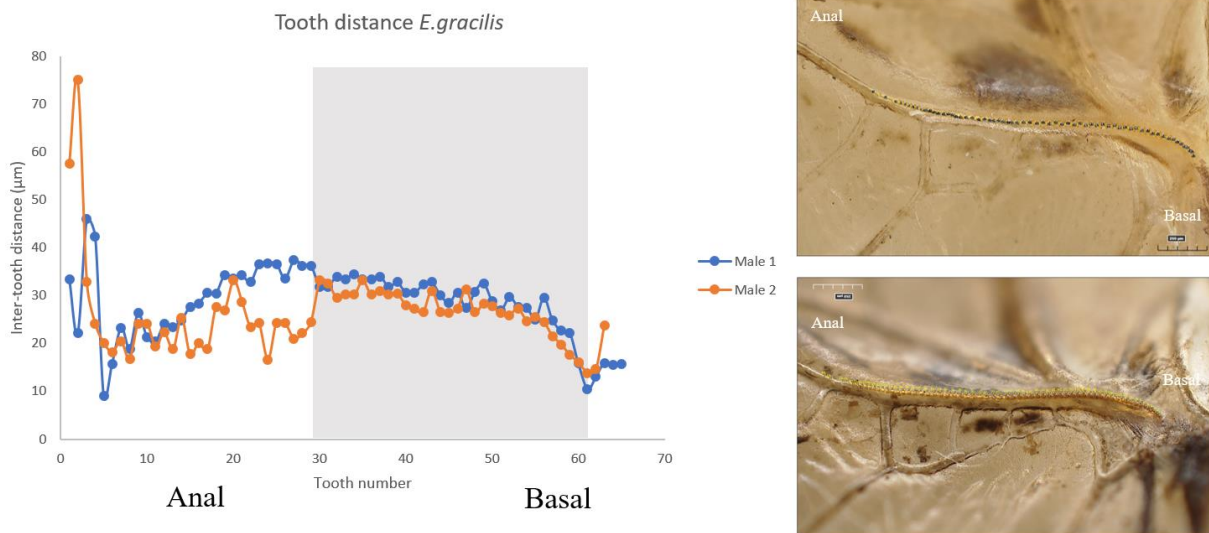 Tooth distance E.gracilis
80
70
60
50
40
30
20
10
0
Inter-tooth distance (μm)
0 10 20 30 40 50 60 70
Tooth number
Anal Basal
Male 1
Male 2
Anal
Basal
Anal
Basal